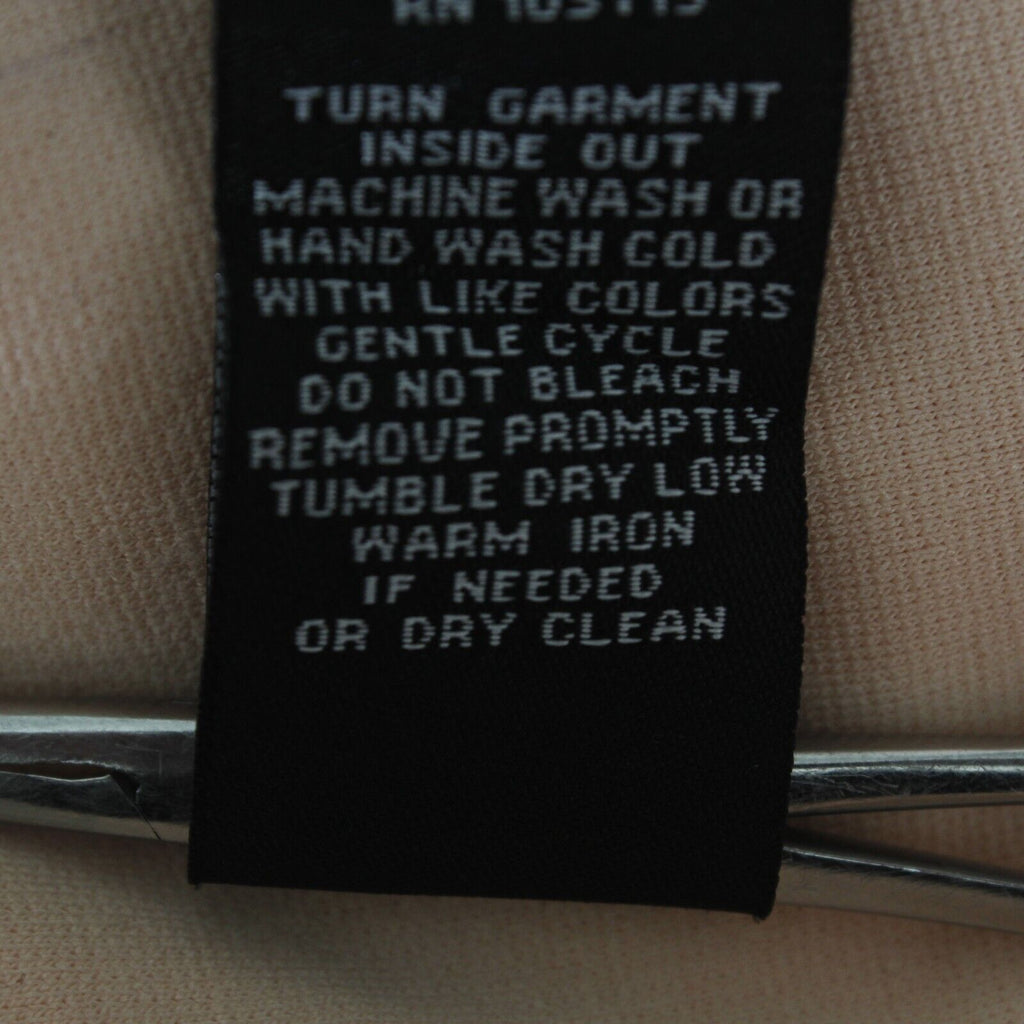 RN
TURN GARMENT
INSIDE OUT
MACHINE WASH OR
HAND WASH COLD
WITH LIKE COLORS
GENTLE CYCLE
DO NOT BLEACH
REMOVE PROMPTLY
TUMBLE DRY LOW
WARM IRON
IF NEEDED
OR DRY CLEAN